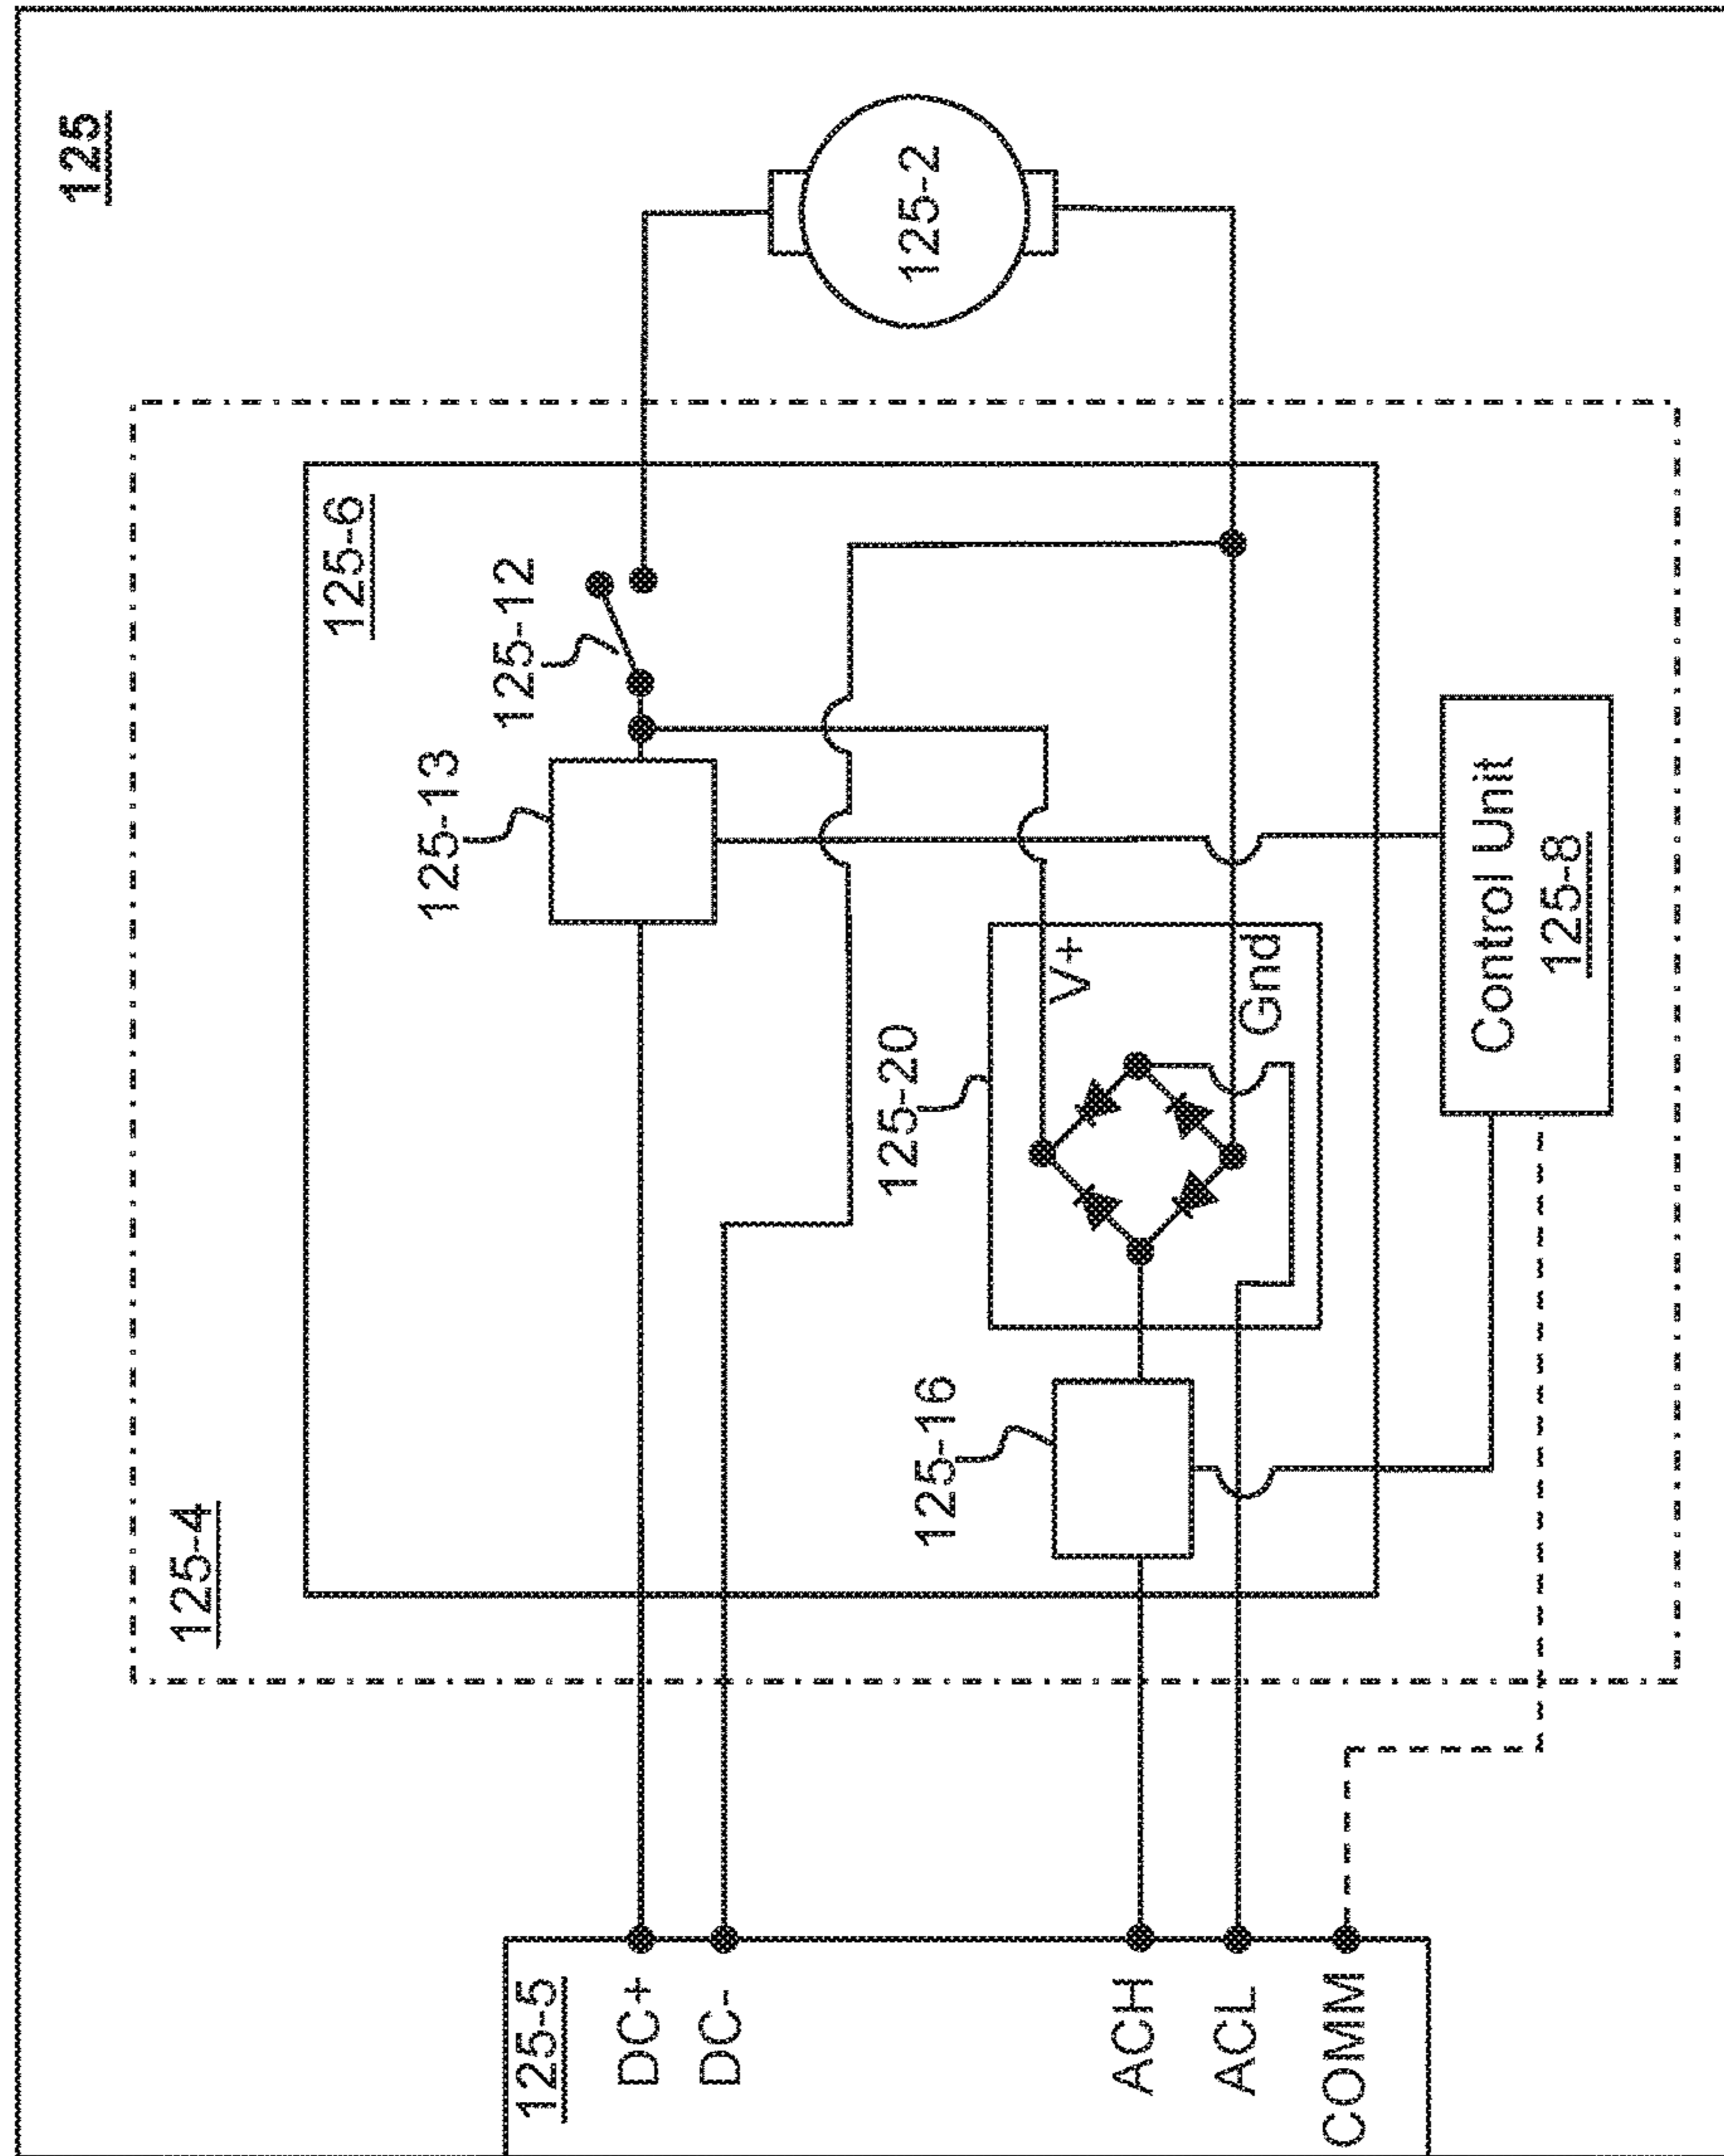 125
125-4
125-6
125-12
125-13
125-2
125-5
DC+
DC-
125-20
V+
Gnd
125-16
ACH
ACL
COMM
Control Unit
125-8